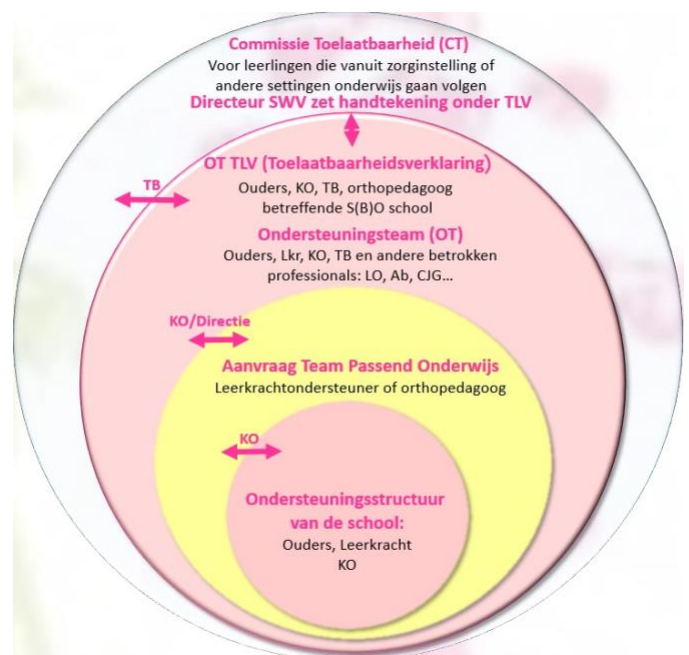 Commissie Toelaatbaarheid (CT)
Voor leerlingen die vanuit zorginstelling of
andere settingen onderwijs gaan volgen
Directeur SWV zet handtekening onder TLV
OT TLV (Toelaatbaarheidsverklaring)
TB
Ouders, KO, TB, orthopedagoog
betreffende S(B)O school
Ondersteuningsteam (OT)
Ouders, Lkr, KO, TB en andere betrokken
professionals: LO, Ab, CJG...
KO/Directie
Aanvraag Team Passend Onderwijs
Leerkrachtondersteuner of orthopedagoog
KO
Ondersteuningsstructuur
van de school:
Ouders, Leerkracht
KO